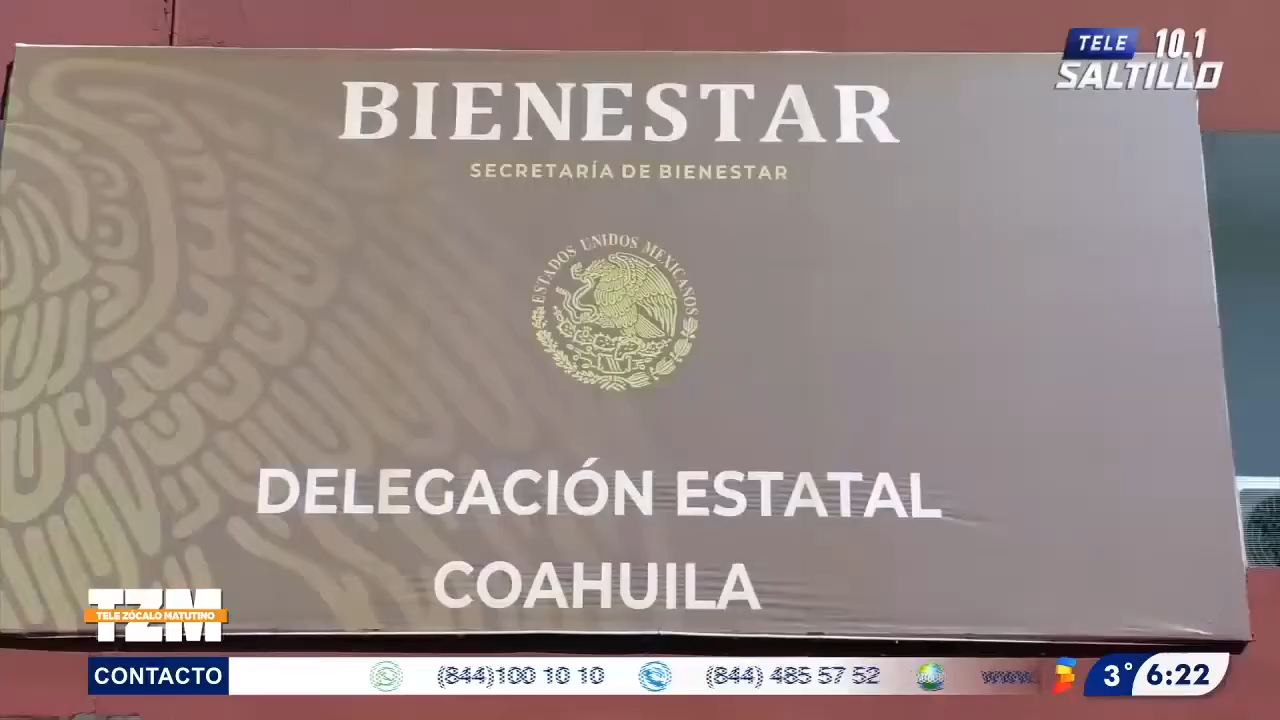 TELE 10.1
SALTILLO
BIENESTAR
SECRETARÍA DE BIENESTAR
ESTADOS UNIDOS MEXICANOS
DELEGACIÓN ESTATAL
COAHUILA
TZM
TELE ZÓCALO MATUTINO
CONTACTO (844)100 10 10 (844) 485 57 52 www. 3° 6:22